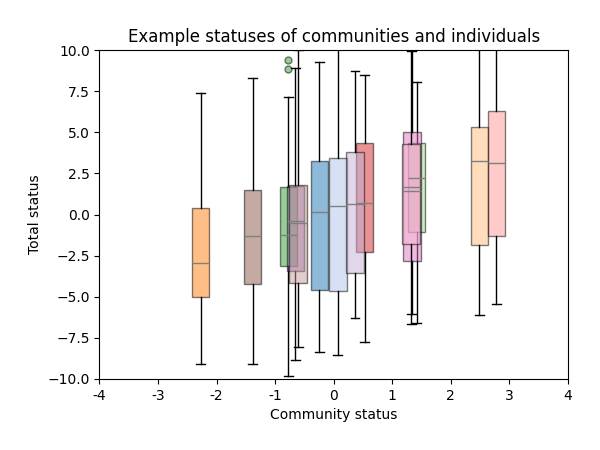 Example statuses of communities and individuals
10.0
7.5
5.0
2.5
0.0
−2.5
−5.0
−7.5
−10.0
Total status
-4 -3 -2 -1 0 1 2 3 4
Community status